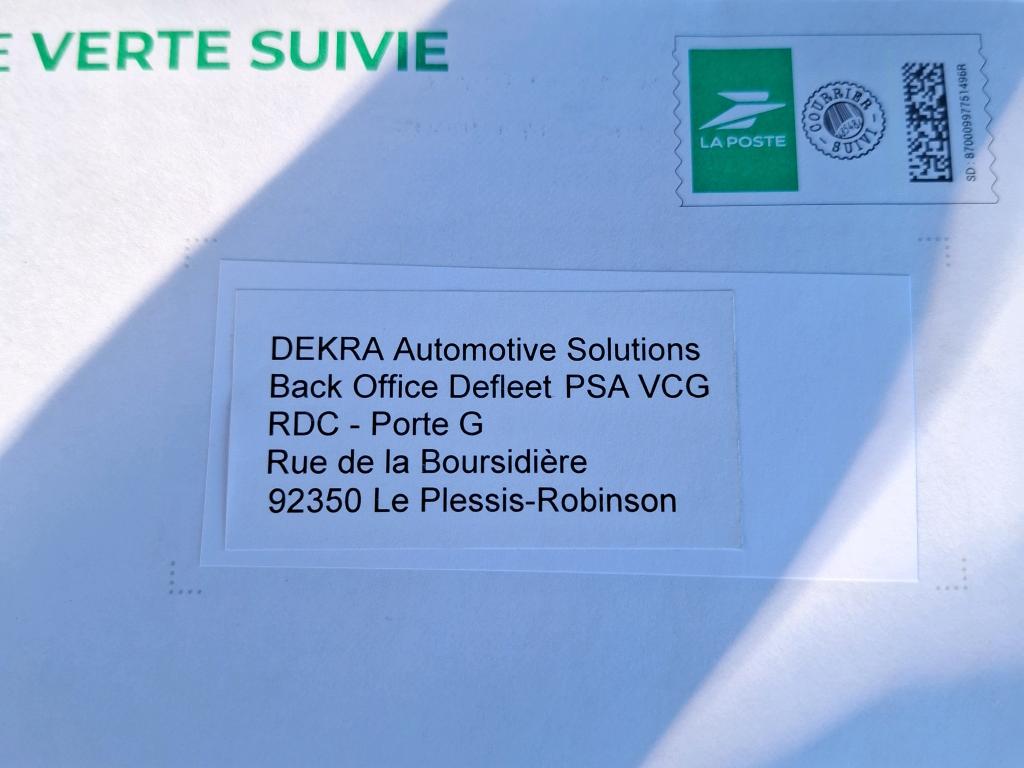 E VERTE SUIVIE
LA POSTE
COURRIER
SUIVI
SD : 87000997751496R
DEKRA Automotive Solutions
Back Office Defleet PSA VCG
RDC - Porte G
Rue de la Boursidière
92350 Le Plessis-Robinson